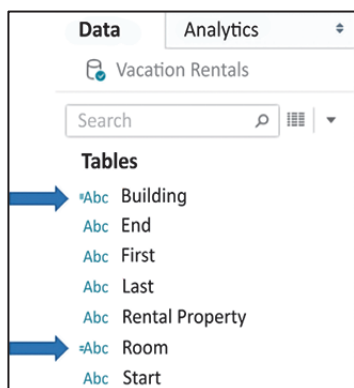 Data Analytics
Vacation Rentals
Search
Tables
=Abc Building
Abc End
Abc First
Abc Last
Abc Rental Property
=Abc Room
Abc Start